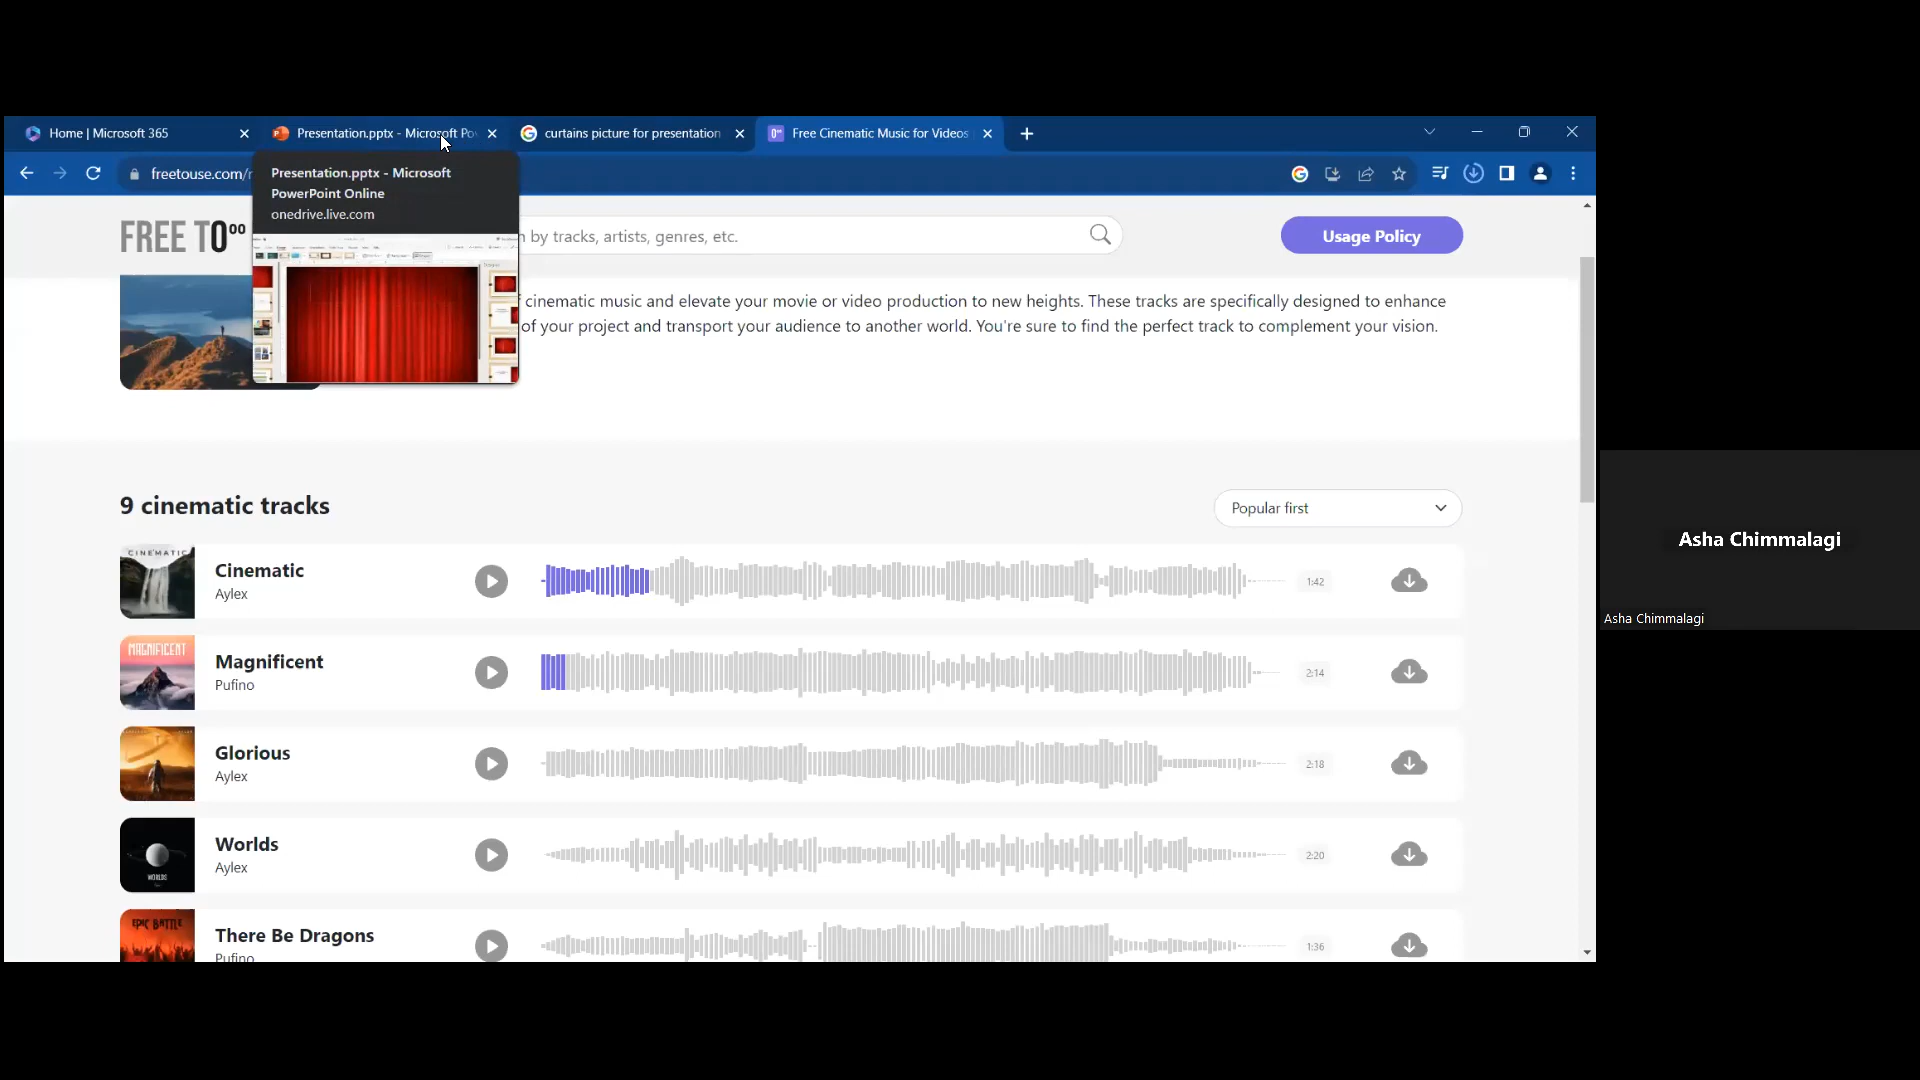 Home | Microsoft 365
Presentation.pptx - Microsoft Po
curtains picture for presentation
Free Cinematic Music for Videos
freetouse.com/
Presentation.pptx - Microsoft
PowerPoint Online
onedrive.live.com
FREE TO
by tracks, artists, genres, etc.
Usage Policy
cinematic music and elevate your movie or video production to new heights. These tracks are specifically designed to enhance
of your project and transport your audience to another world. You're sure to find the perfect track to complement your vision.
9 cinematic tracks
Popular first
CINEMATIC
Cinematic
Aylex
1:42
MAGNIFICENT
Magnificent
Pufino
2:14
Glorious
Aylex
2:18
WORLDS
Worlds
Aylex
2:20
EPIC BATTLE
There Be Dragons
Pufino
1:36
Asha Chimmalagi
Asha Chimmalagi